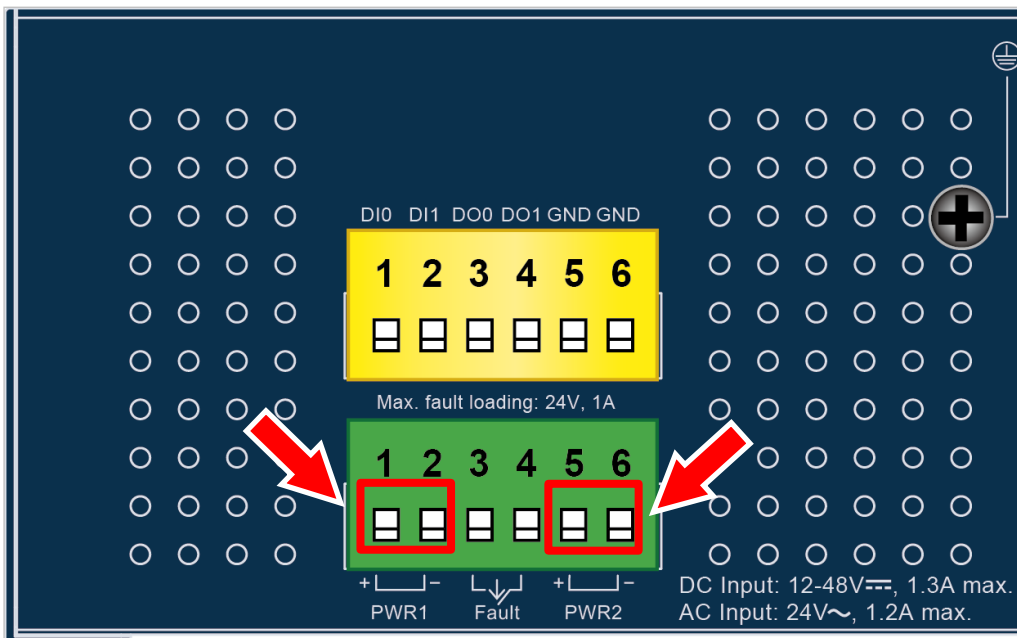 DI0 DI1 DO0 DO1 GND GND
1 2 3 4 5 6
Max. fault loading: 24V, 1A
1 2 3 4 5 6
+ − + −
PWR1 Fault PWR2
DC Input: 12-48V⎓, 1.3A max.
AC Input: 24V~, 1.2A max.